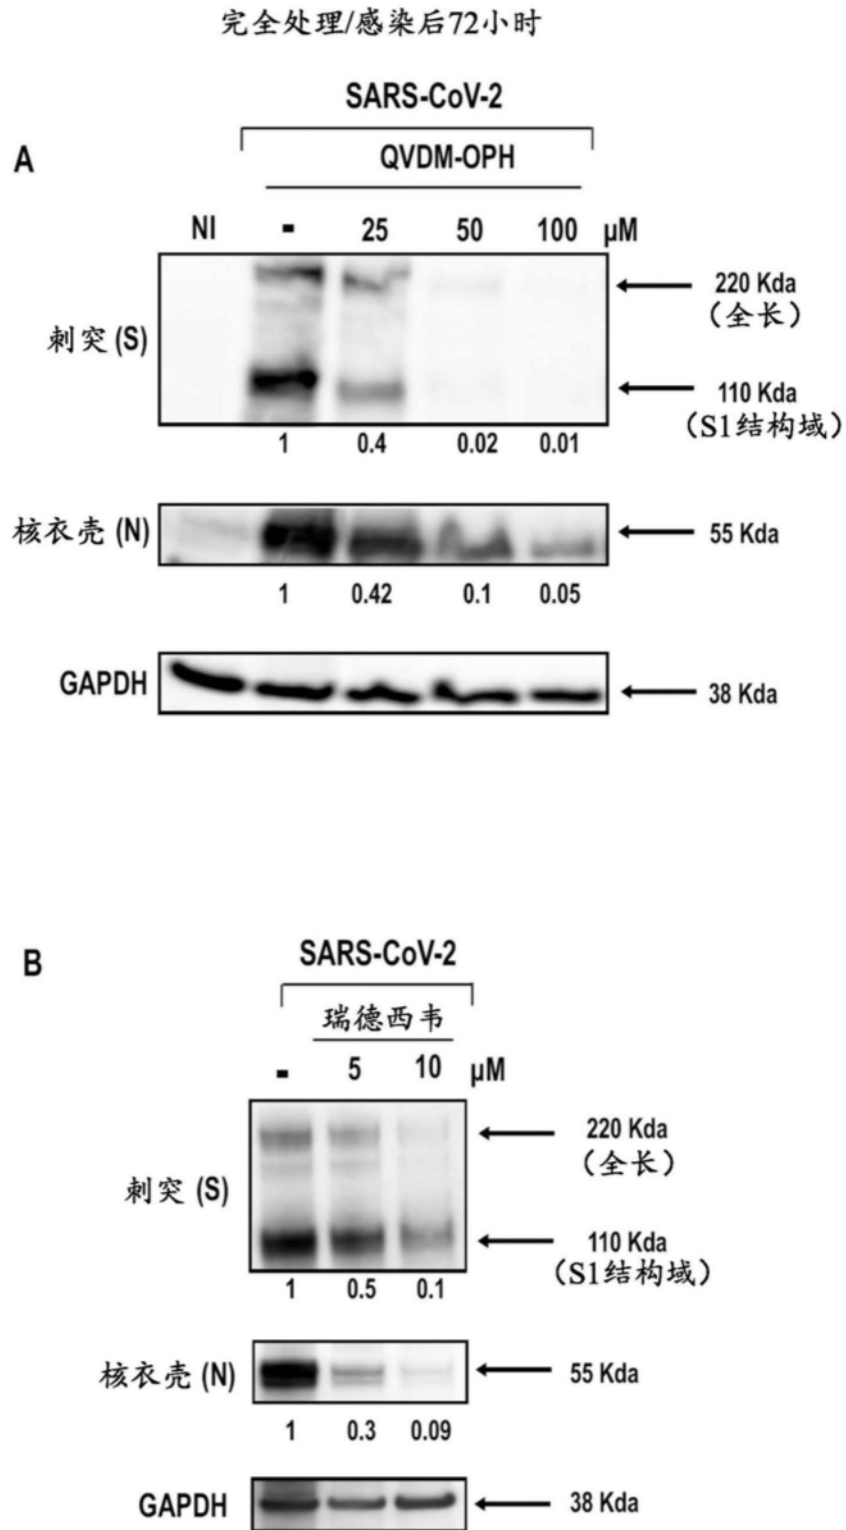 完全处理/感染后72小时
SARS-CoV-2
A
QVDM-OPH
NI - 25 50 100 µM
220 Kda
(全长)
刺突 (S)
110 Kda
(S1结构域)
1 0.4 0.02 0.01
核衣壳 (N)
55 Kda
1 0.42 0.1 0.05
GAPDH
38 Kda
B
SARS-CoV-2
瑞德西韦
- 5 10 µM
220 Kda
(全长)
刺突 (S)
110 Kda
(S1结构域)
1 0.5 0.1
核衣壳 (N)
55 Kda
1 0.3 0.09
GAPDH
38 Kda